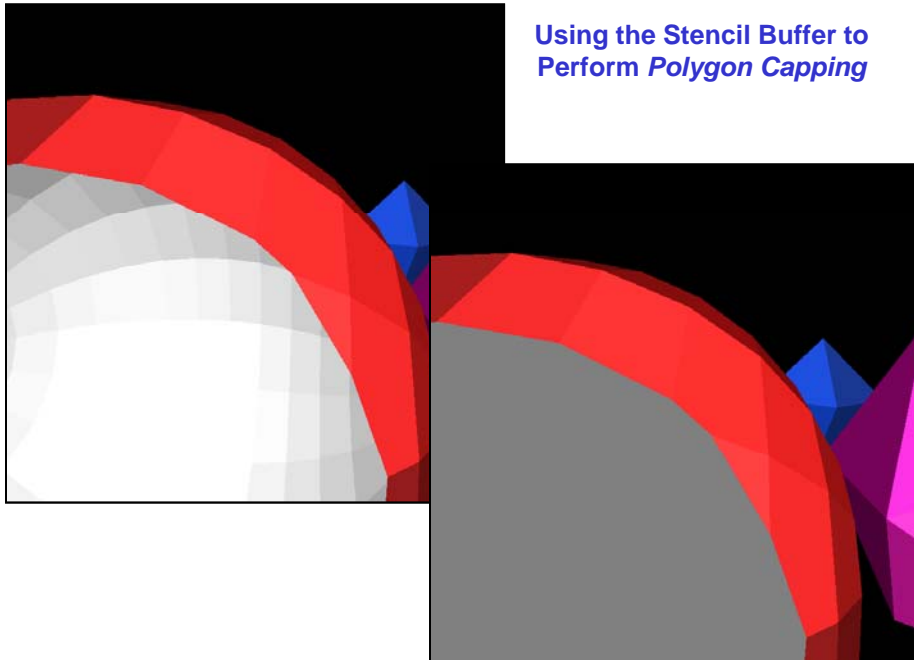 Using the Stencil Buffer to
Perform Polygon Capping